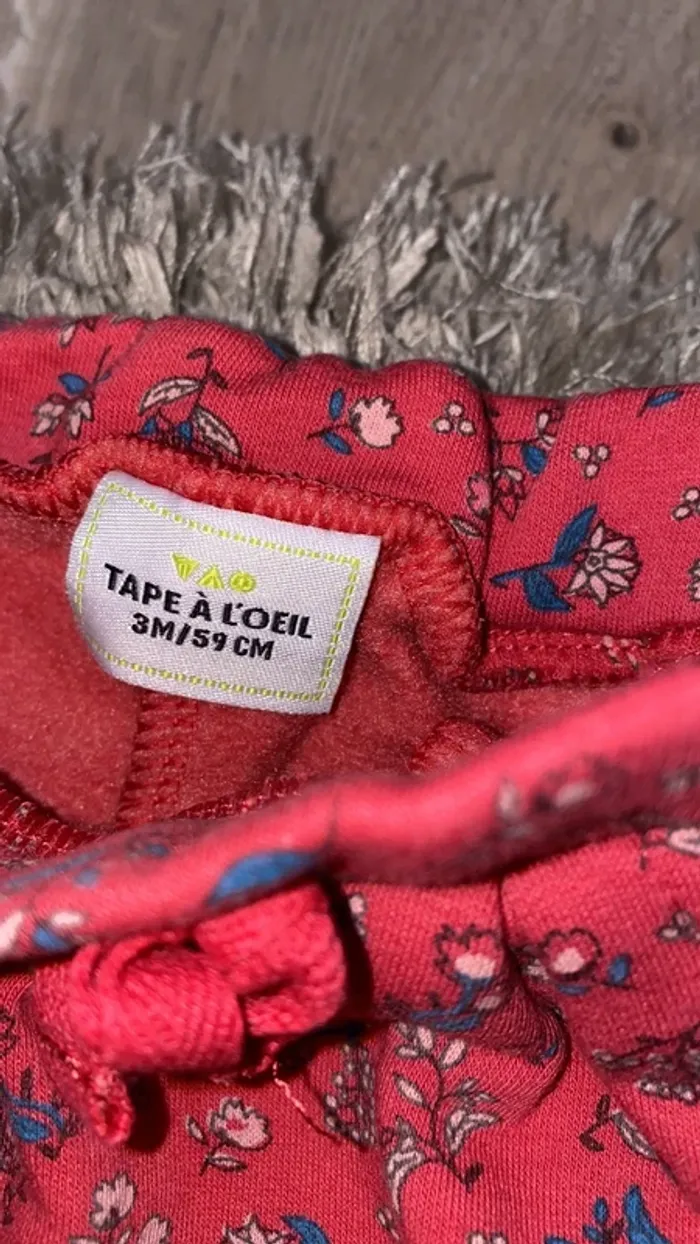 TAO
TAPE À L'OEIL
3M/59 CM